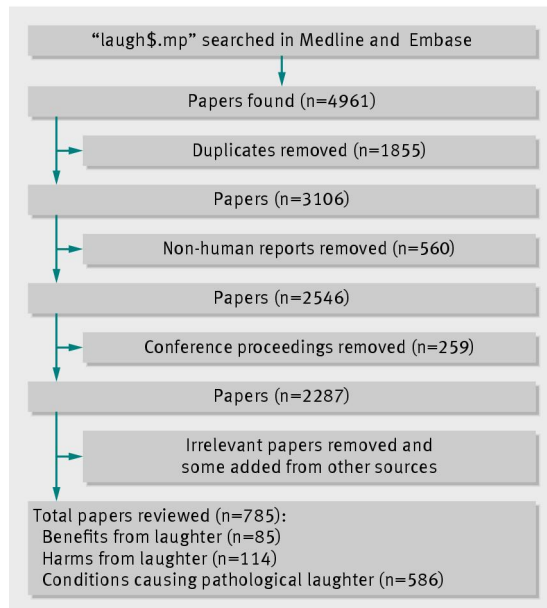 “laugh$.mp” searched in Medline and Embase
Papers found (n=4961)
Duplicates removed (n=1855)
Papers (n=3106)
Non-human reports removed (n=560)
Papers (n=2546)
Conference proceedings removed (n=259)
Papers (n=2287)
Irrelevant papers removed and
some added from other sources
Total papers reviewed (n=785):
Benefits from laughter (n=85)
Harms from laughter (n=114)
Conditions causing pathological laughter (n=586)